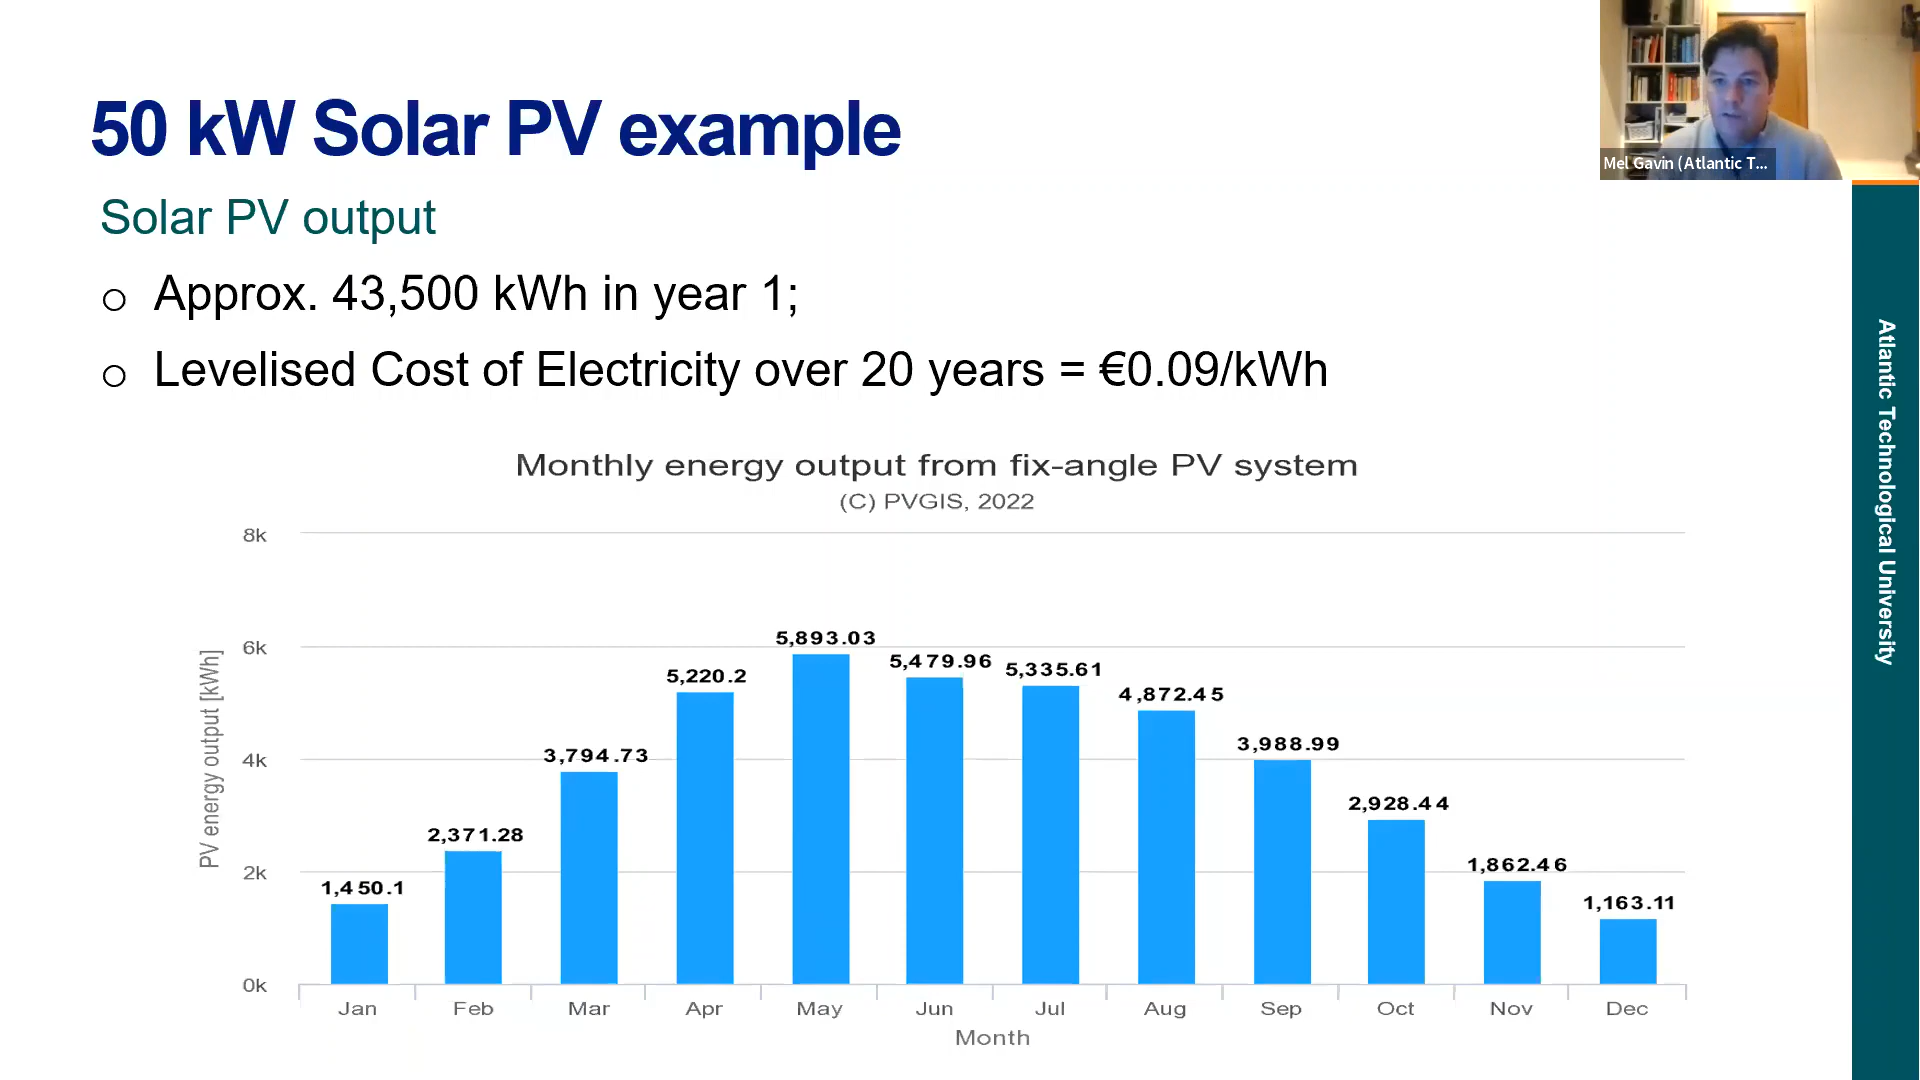 50 kW Solar PV example
Mel Gavin (Atlantic T...
Solar PV output
Approx. 43,500 kWh in year 1;
Levelised Cost of Electricity over 20 years = €0.09/kWh
Atlantic Technological University
Monthly energy output from fix-angle PV system
(C) PVGIS, 2022
PV energy output [kWh]
8k
6k
4k
2k
0k
1,450.1
2,371.28
3,794.73
5,220.2
5,893.03
5,479.96
5,335.61
4,872.45
3,988.99
2,928.44
1,862.46
1,163.11
Jan Feb Mar Apr May Jun Jul Aug Sep Oct Nov Dec
Month